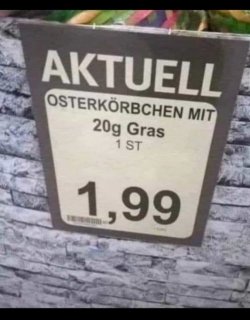 AKTUELL
OSTERKÖRBCHEN MIT
20g Gras
1 ST
1,99